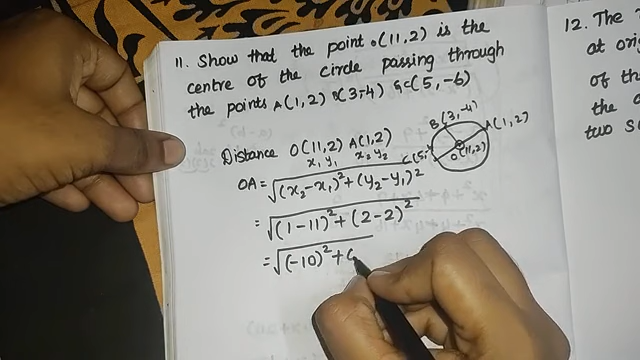 11. Show that the point O(11,2) is the
centre of the circle passing through
the points A(1,2) B(3,-4) C(5,-6)
Distance O(11,2) A(1,2)
x₁ y₁ x₂ y₂
B(3,-4)
A(1,2)
C(5,
O(11,2)
OA = √(x₂-x₁)²+(y₂-y₁)²
= √(1-11)²+(2-2)²
= √(-10)²+(
12. The
at ori
of th
the
two s